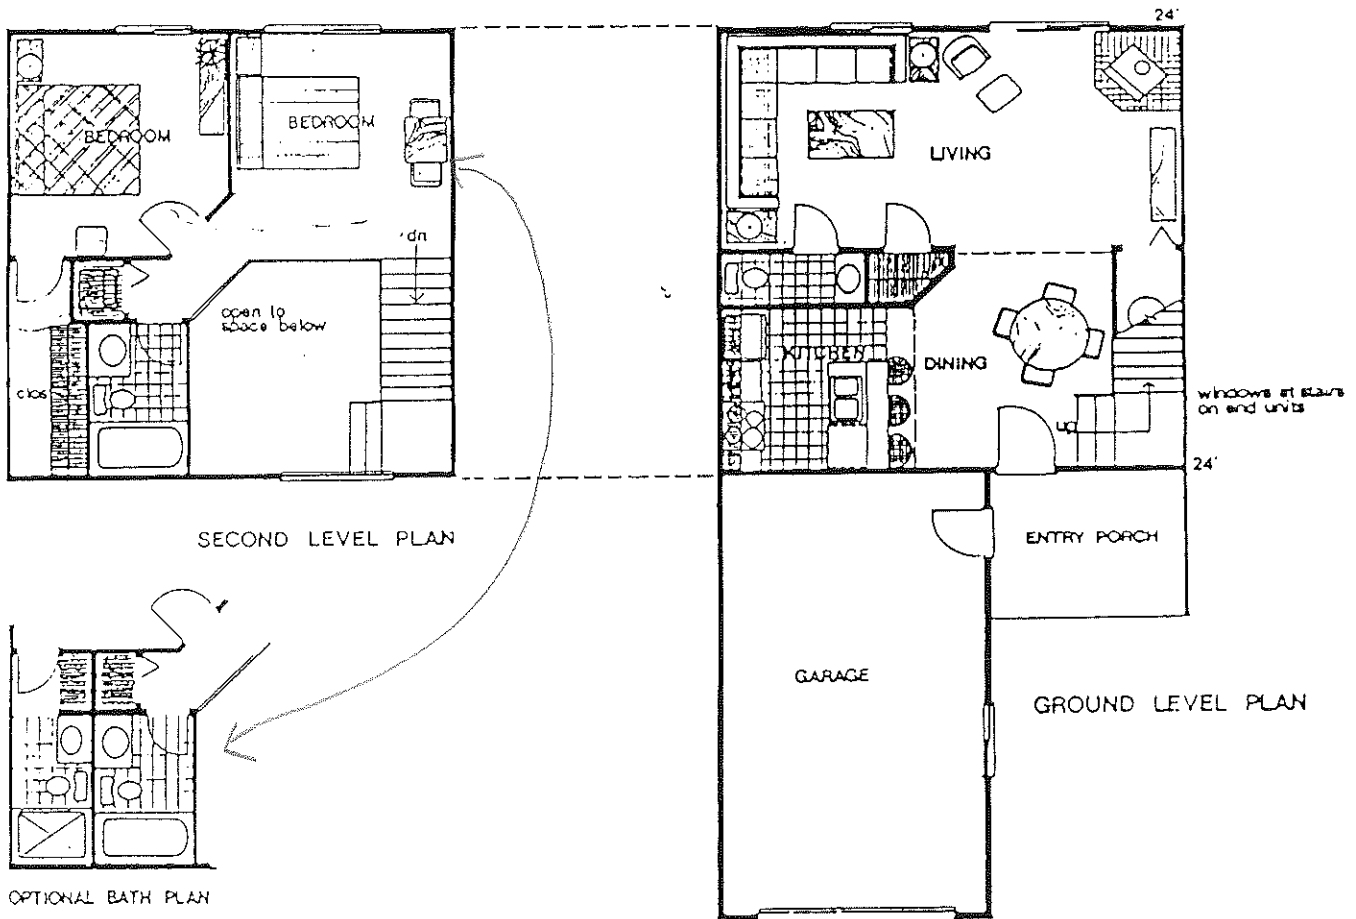 BEDROOM
BEDROOM
dn
open to
space below
clos
SECOND LEVEL PLAN
OPTIONAL BATH PLAN
24'
LIVING
KITCHEN
DINING
windows at stairs
on end units
24'
ENTRY PORCH
GARAGE
GROUND LEVEL PLAN